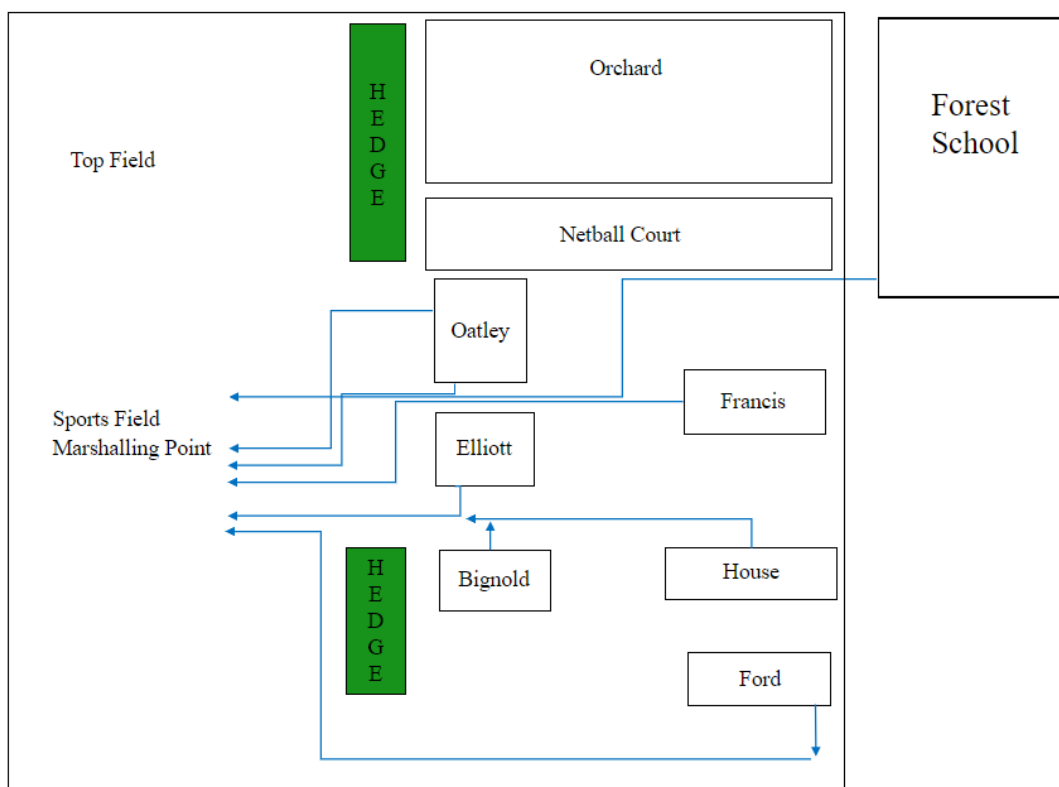 Orchard
H
E
D
G
E
Forest
School
Top Field
Netball Court
Oatley
Francis
Sports Field
Marshalling Point
Elliott
H
E
D
G
E
Bignold
House
Ford